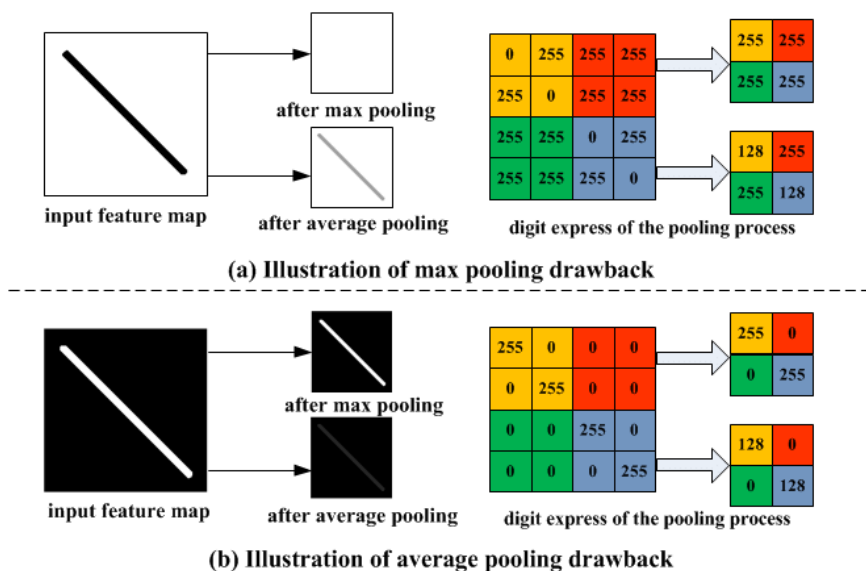 0 255 255 255
255 0 255 255
255 255 0 255
255 255 255 0
255 255
255 255
after max pooling
128 255
255 128
input feature map
after average pooling
digit express of the pooling process
(a) Illustration of max pooling drawback
255 0 0 0
0 255 0 0
0 0 255 0
0 0 0 255
255 0
0 255
after max pooling
128 0
0 128
input feature map
after average pooling
digit express of the pooling process
(b) Illustration of average pooling drawback